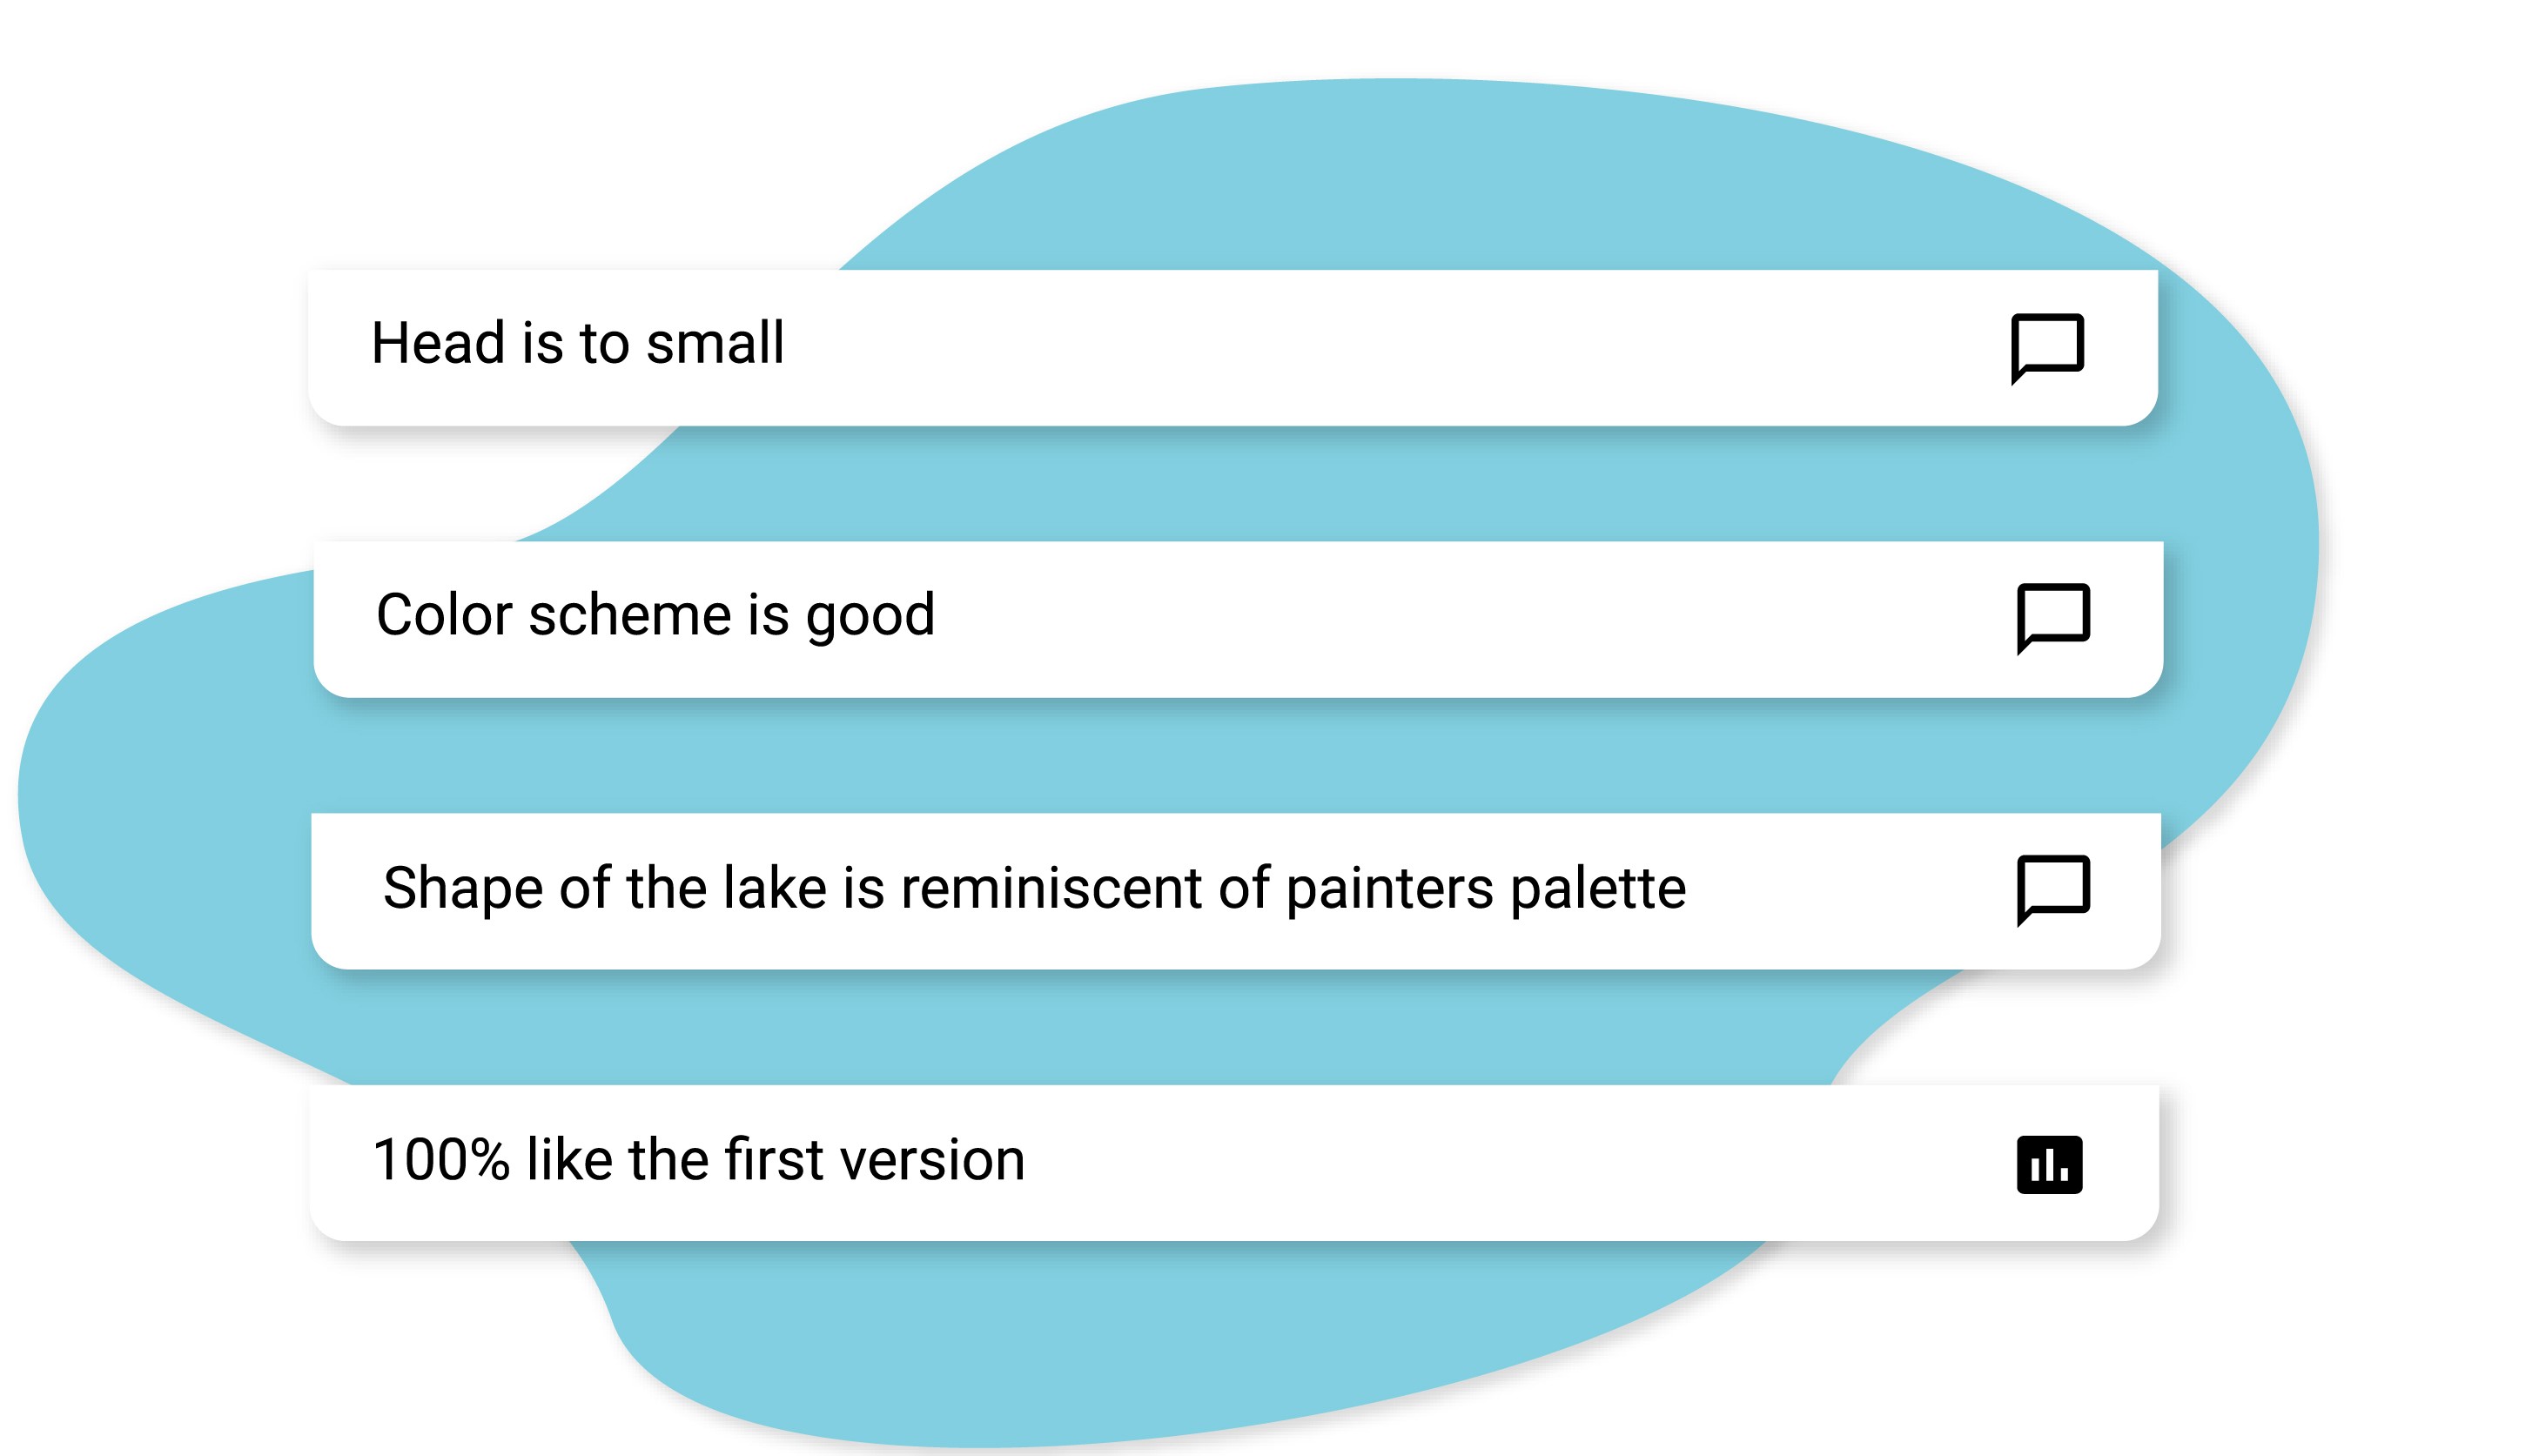 Head is to small
Color scheme is good
Shape of the lake is reminiscent of painters palette
100% like the first version